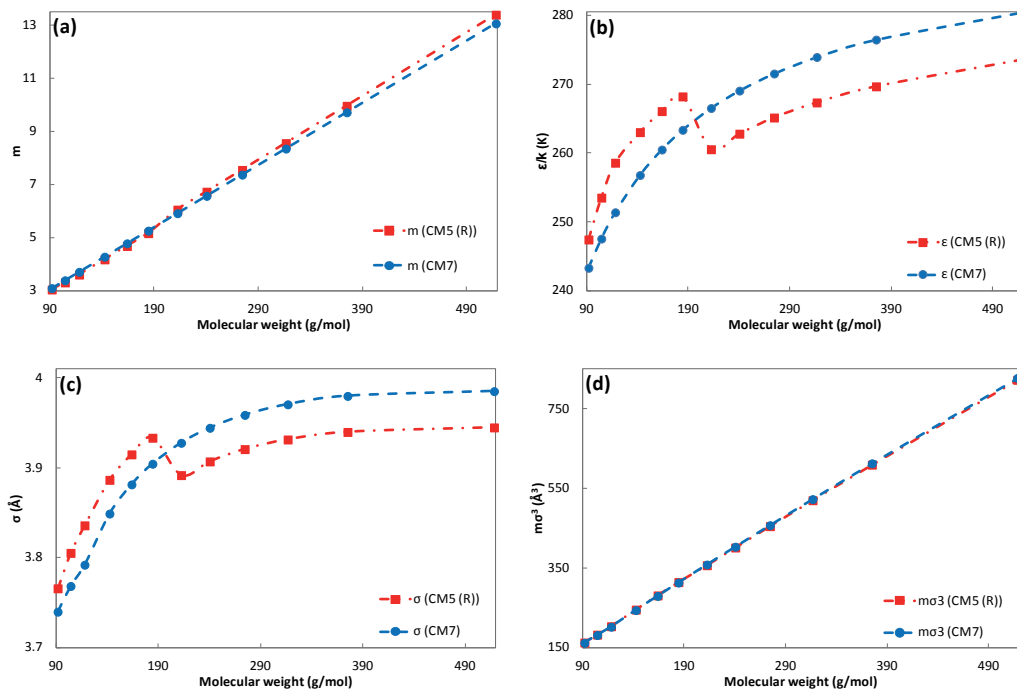 (a)
13
11
9
7
5
3
m
m (CM5 (R))
m (CM7)
90 190 290 390 490
Molecular weight (g/mol)
(b)
280
270
260
250
240
ε/k (K)
ε (CM5 (R))
ε (CM7)
90 190 290 390 490
Molecular weight (g/mol)
(c)
4
3.9
3.8
3.7
σ (Å)
σ (CM5 (R))
σ (CM7)
90 190 290 390 490
Molecular weight (g/mol)
(d)
750
550
350
150
mσ³ (Å³)
mσ3 (CM5 (R))
mσ3 (CM7)
90 190 290 390 490
Molecular weight (g/mol)